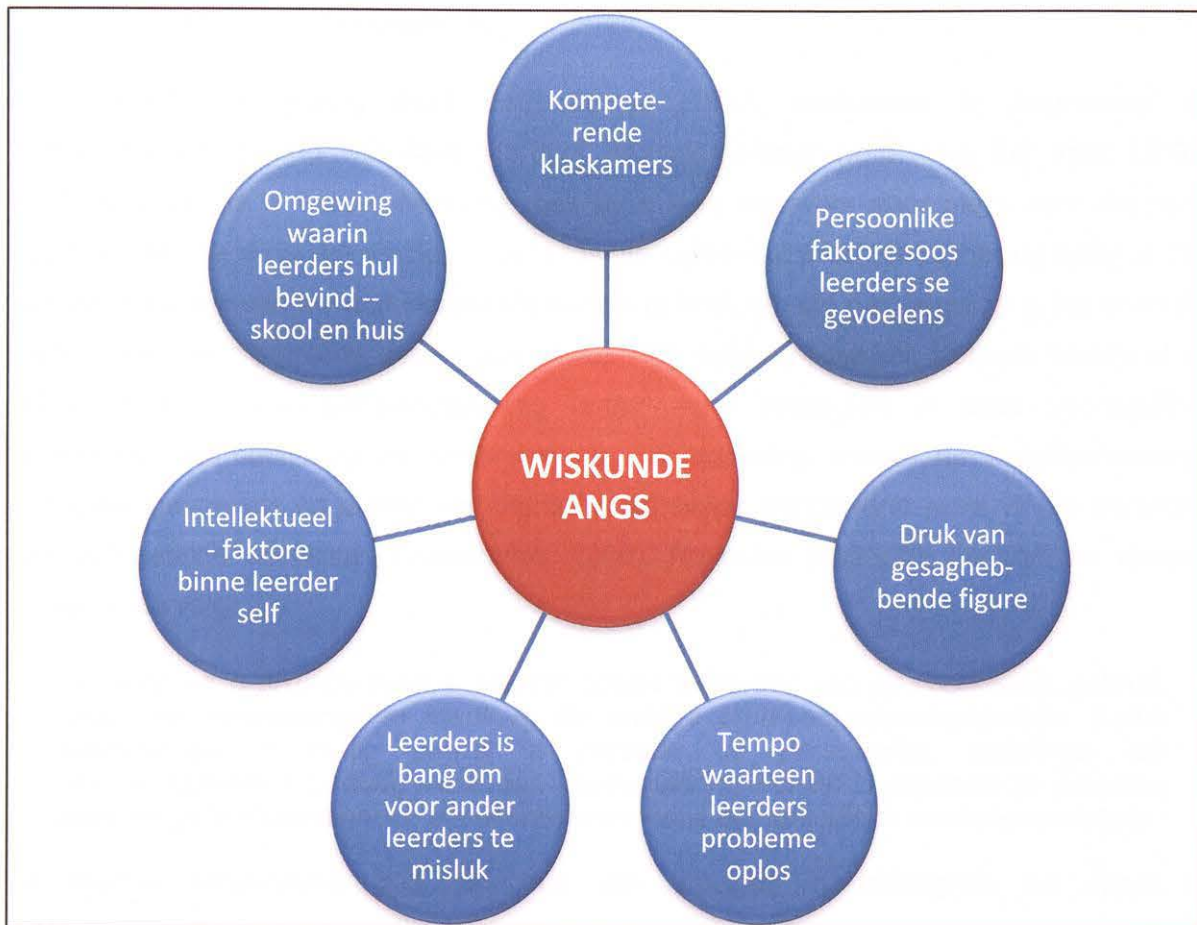 Kompete-
rende
klaskamers
Persoonlike
faktore soos
leerders se
gevoelens
Druk van
gesagheb-
bende figure
Tempo
waarteen
leerders
probleme
oplos
Leerders is
bang om
voor ander
leerders te
misluk
Intellektueel
- faktore
binne leerder
self
Omgewing
waarin
leerders hul
bevind --
skool en huis
WISKUNDE
ANGS